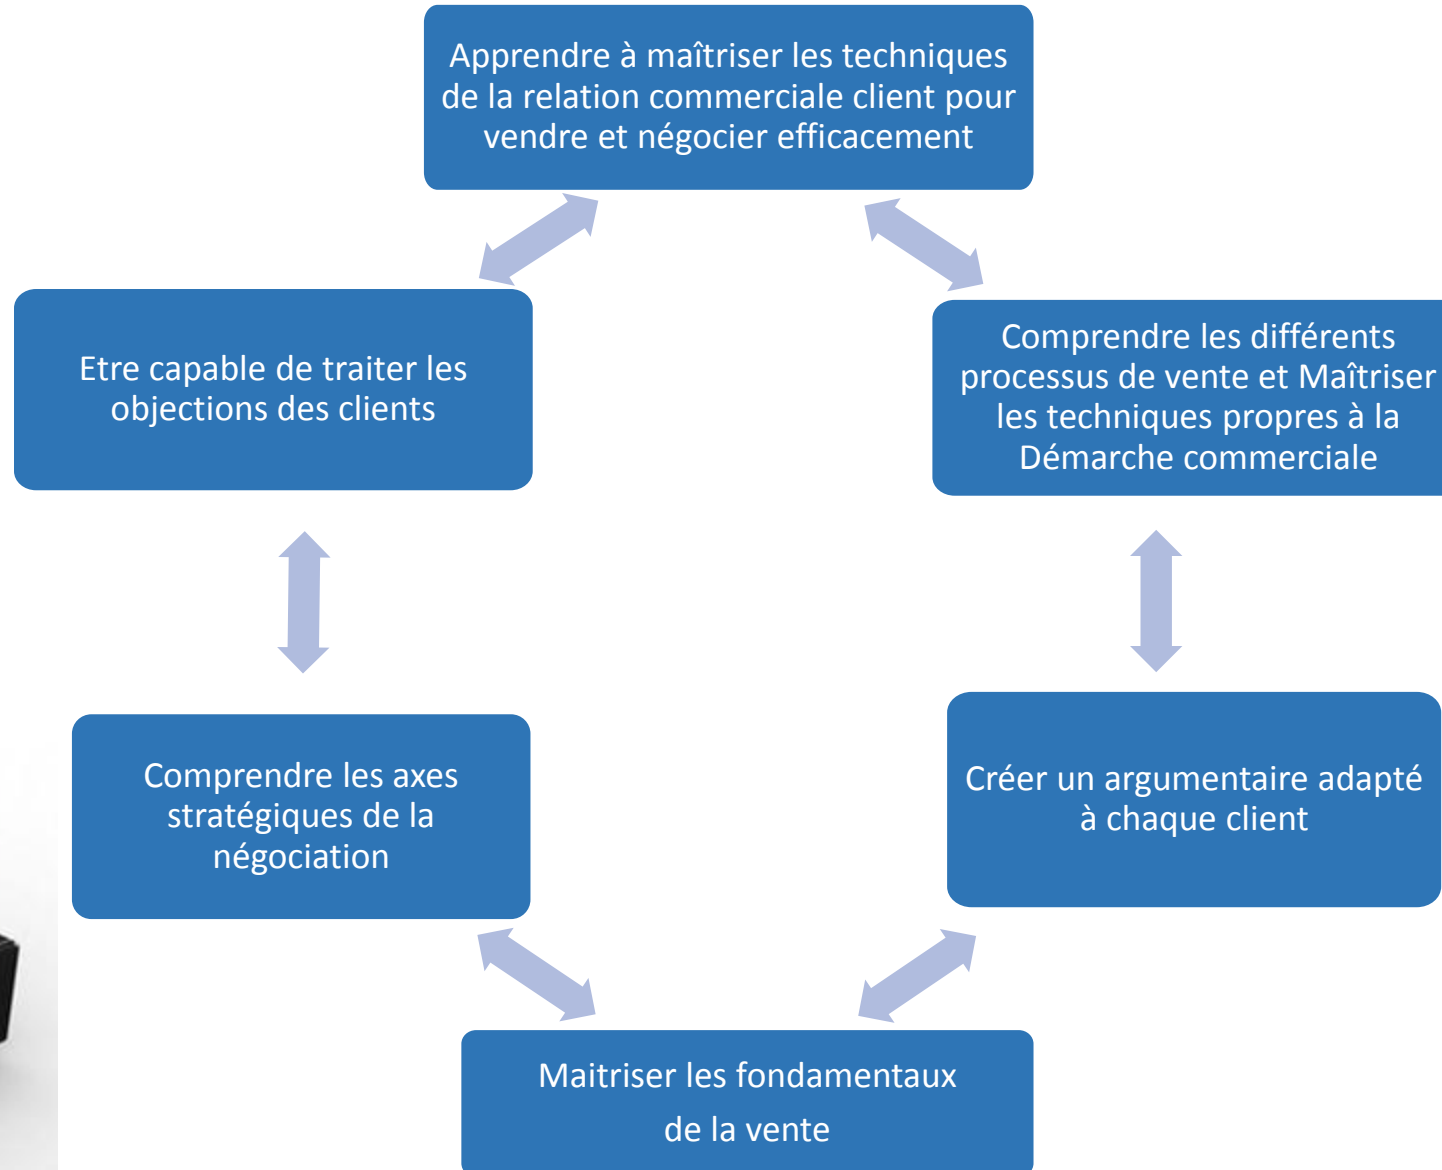 Apprendre à maîtriser les techniques
de la relation commerciale client pour
vendre et négocier efficacement
Etre capable de traiter les
objections des clients
Comprendre les différents
processus de vente et Maîtriser
les techniques propres à la
Démarche commerciale
Comprendre les axes
stratégiques de la
négociation
Créer un argumentaire adapté
à chaque client
Maitriser les fondamentaux
de la vente